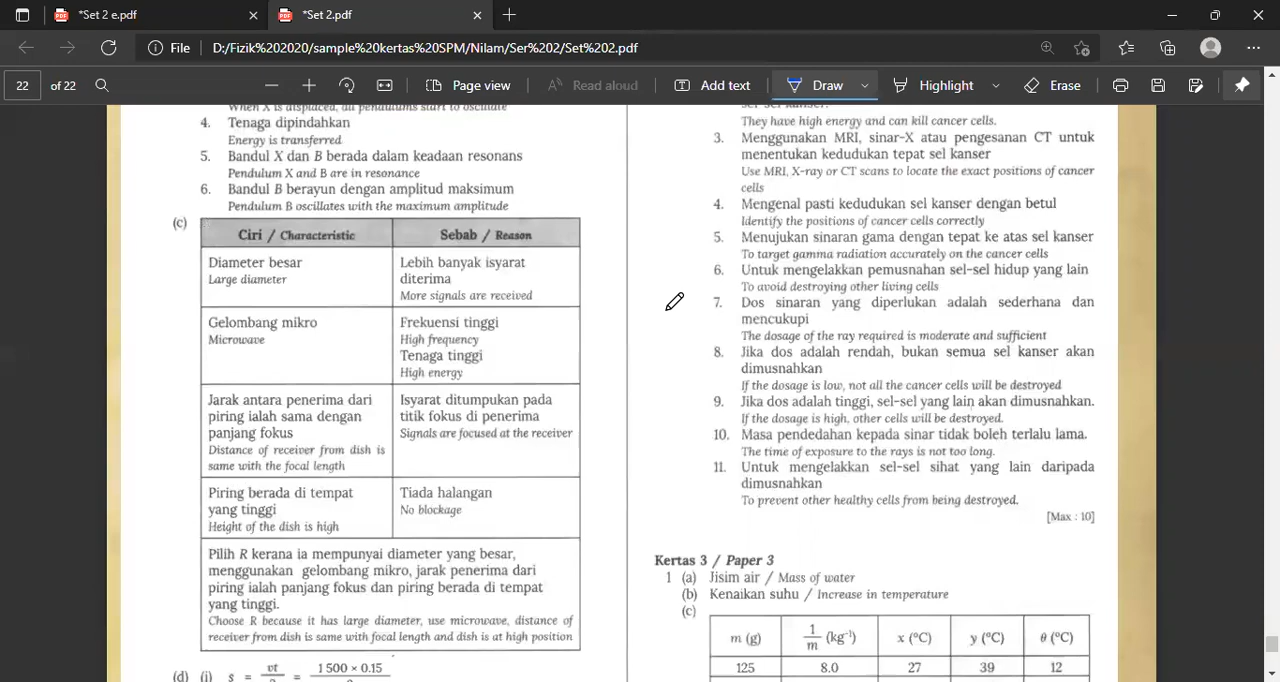 *Set 2 e.pdf
*Set 2.pdf
File D:/Fizik%202020/sample%20kertas%20SPM/Nilam/Ser%202/Set%202.pdf
22 of 22
Page view
Read aloud
Add text
Draw
Highlight
Erase
When X is displaced, all pendulums start to oscillate
4. Tenaga dipindahkan
Energy is transferred
5. Bandul X dan B berada dalam keadaan resonans
Pendulum X and B are in resonance
6. Bandul B berayun dengan amplitud maksimum
Pendulum B oscillates with the maximum amplitude
(c)
Ciri / Characteristic
Sebab / Reason
Diameter besar
Large diameter
Lebih banyak isyarat
diterima
More signals are received
Gelombang mikro
Microwave
Frekuensi tinggi
High frequency
Tenaga tinggi
High energy
Jarak antara penerima dari
piring ialah sama dengan
panjang fokus
Distance of receiver from dish is
same with the focal length
Isyarat ditumpukan pada
titik fokus di penerima
Signals are focused at the receiver
Piring berada di tempat
yang tinggi
Height of the dish is high
Tiada halangan
No blockage
Pilih R kerana ia mempunyai diameter yang besar,
menggunakan gelombang mikro, jarak penerima dari
piring ialah panjang fokus dan piring berada di tempat
yang tinggi.
Choose R because it has large diameter, use microwave, distance of
receiver from dish is same with focal length and dish is at high position
(d) (i) s = vt = 1 500 × 0.15
sel-sel kanser.
They have high energy and can kill cancer cells.
3. Menggunakan MRI, sinar-X atau pengesanan CT untuk
menentukan kedudukan tepat sel kanser
Use MRI, X-ray or CT scans to locate the exact positions of cancer
cells
4. Mengenal pasti kedudukan sel kanser dengan betul
Identify the positions of cancer cells correctly
5. Menujukan sinaran gama dengan tepat ke atas sel kanser
To target gamma radiation accurately on the cancer cells
6. Untuk mengelakkan pemusnahan sel-sel hidup yang lain
To avoid destroying other living cells
7. Dos sinaran yang diperlukan adalah sederhana dan
mencukupi
The dosage of the ray required is moderate and sufficient
8. Jika dos adalah rendah, bukan semua sel kanser akan
dimusnahkan
If the dosage is low, not all the cancer cells will be destroyed
9. Jika dos adalah tinggi, sel-sel yang lain akan dimusnahkan.
If the dosage is high, other cells will be destroyed.
10. Masa pendedahan kepada sinar tidak boleh terlalu lama.
The time of exposure to the rays is not too long.
11. Untuk mengelakkan sel-sel sihat yang lain daripada
dimusnahkan
To prevent other healthy cells from being destroyed.
[Max : 10]
Kertas 3 / Paper 3
1 (a) Jisim air / Mass of water
(b) Kenaikan suhu / Increase in temperature
(c)
m (g) 1/m (kg⁻¹) x (°C) y (°C) θ (°C)
125 8.0 27 39 12